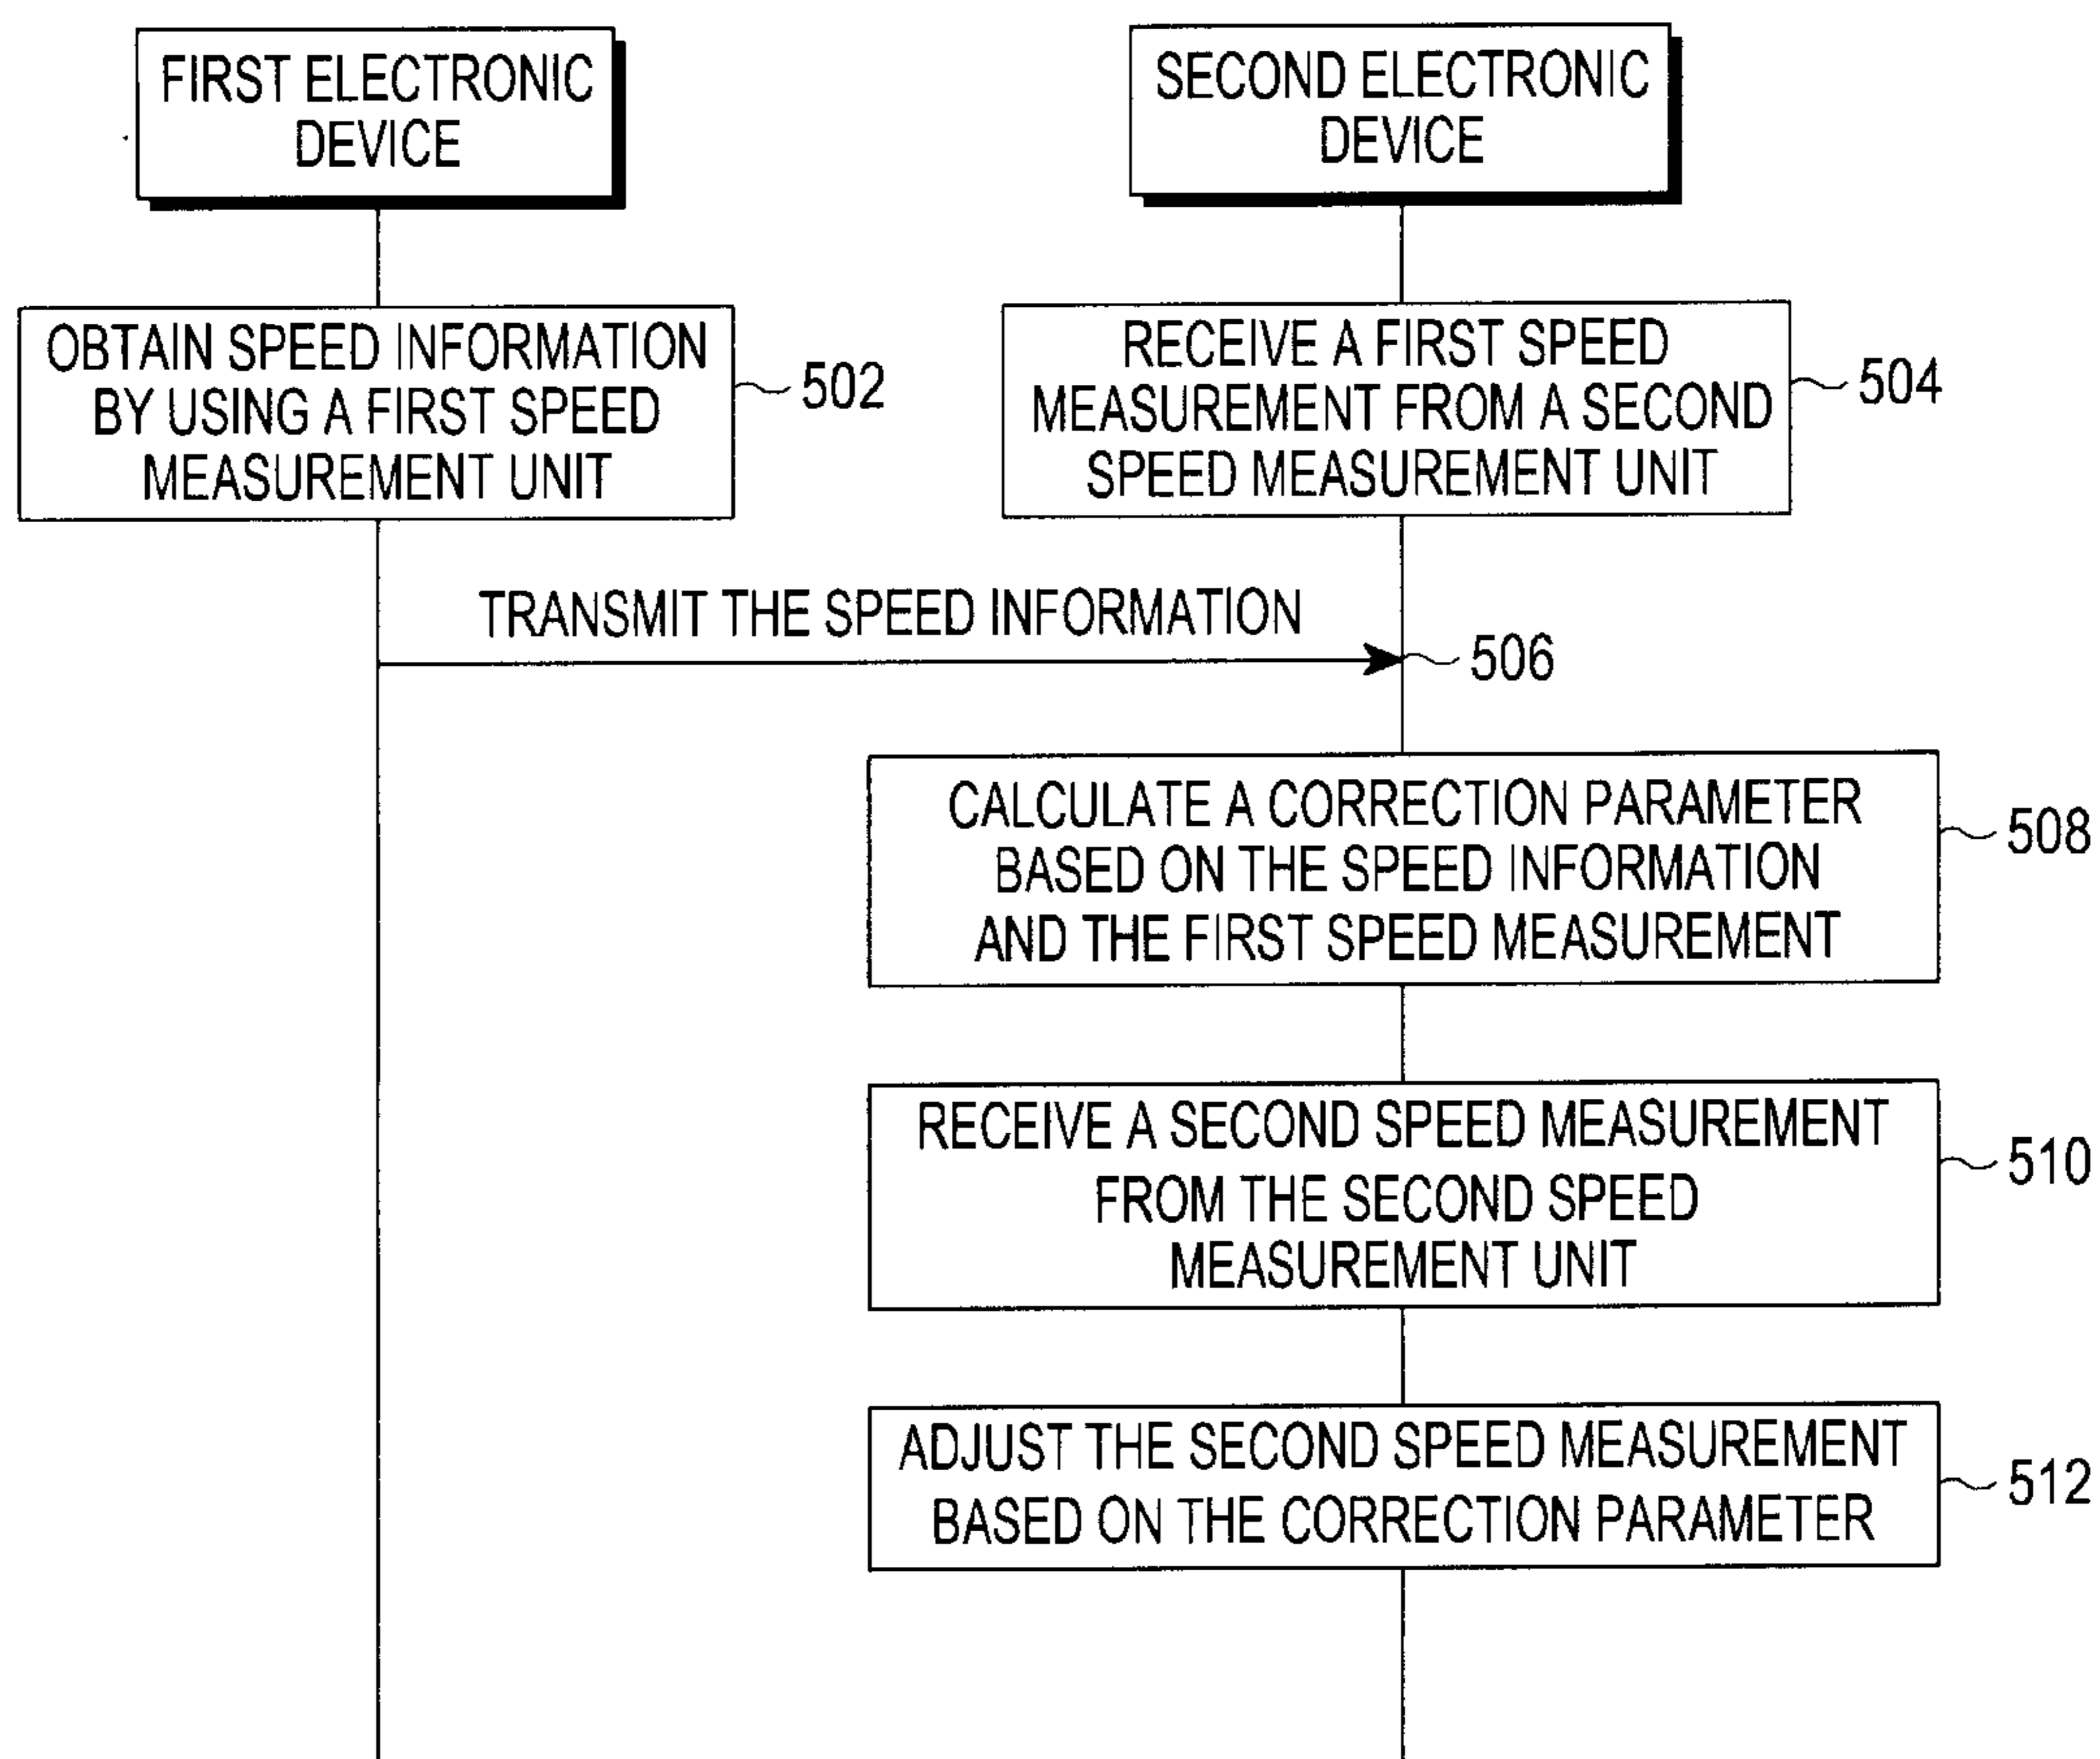 FIRST ELECTRONIC
DEVICE
SECOND ELECTRONIC
DEVICE
OBTAIN SPEED INFORMATION
BY USING A FIRST SPEED
MEASUREMENT UNIT
502
RECEIVE A FIRST SPEED
MEASUREMENT FROM A SECOND
SPEED MEASUREMENT UNIT
504
TRANSMIT THE SPEED INFORMATION
506
CALCULATE A CORRECTION PARAMETER
BASED ON THE SPEED INFORMATION
AND THE FIRST SPEED MEASUREMENT
508
RECEIVE A SECOND SPEED MEASUREMENT
FROM THE SECOND SPEED
MEASUREMENT UNIT
510
ADJUST THE SECOND SPEED MEASUREMENT
BASED ON THE CORRECTION PARAMETER
512